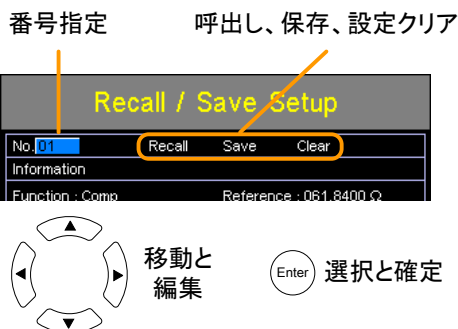 番号指定 呼出し、保存、設定クリア
Recall / Save Setup
No. 01 Recall Save Clear
Information
Function : Comp Reference : 061.8400 Ω
移動と
編集
Enter 選択と確定